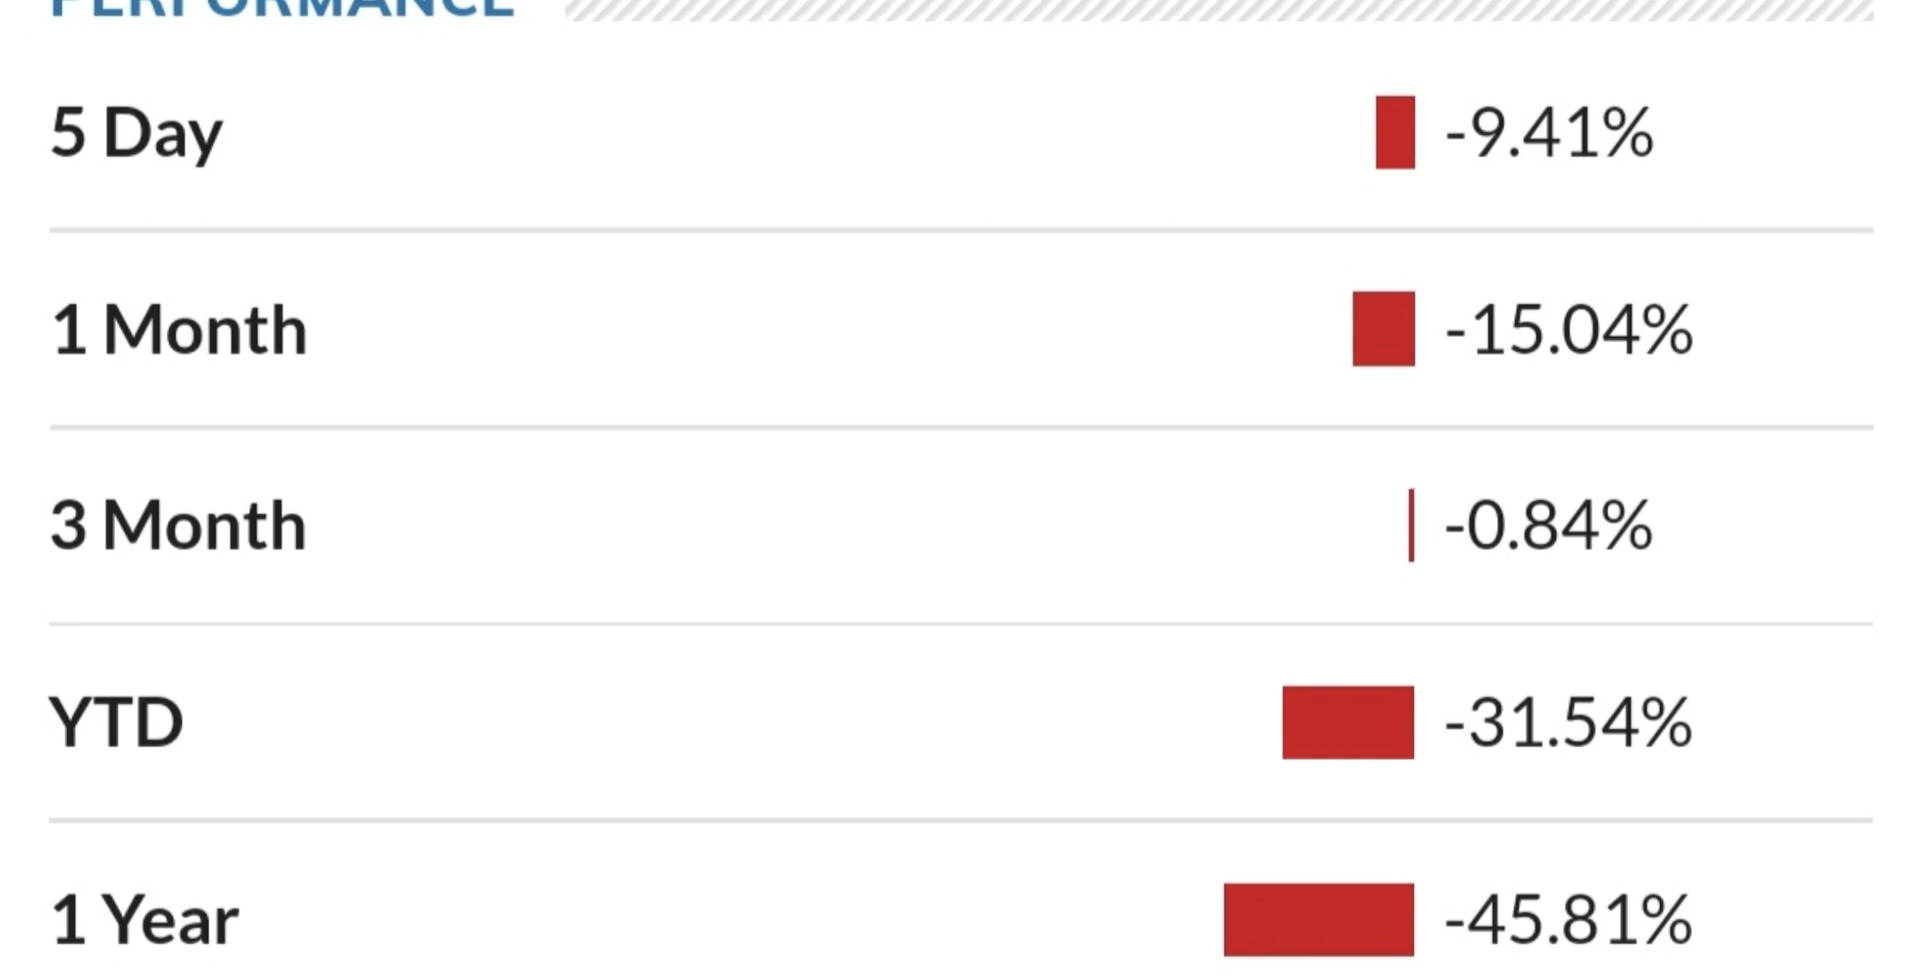 PERFORMANCE
5 Day -9.41%
1 Month -15.04%
3 Month -0.84%
YTD -31.54%
1 Year -45.81%